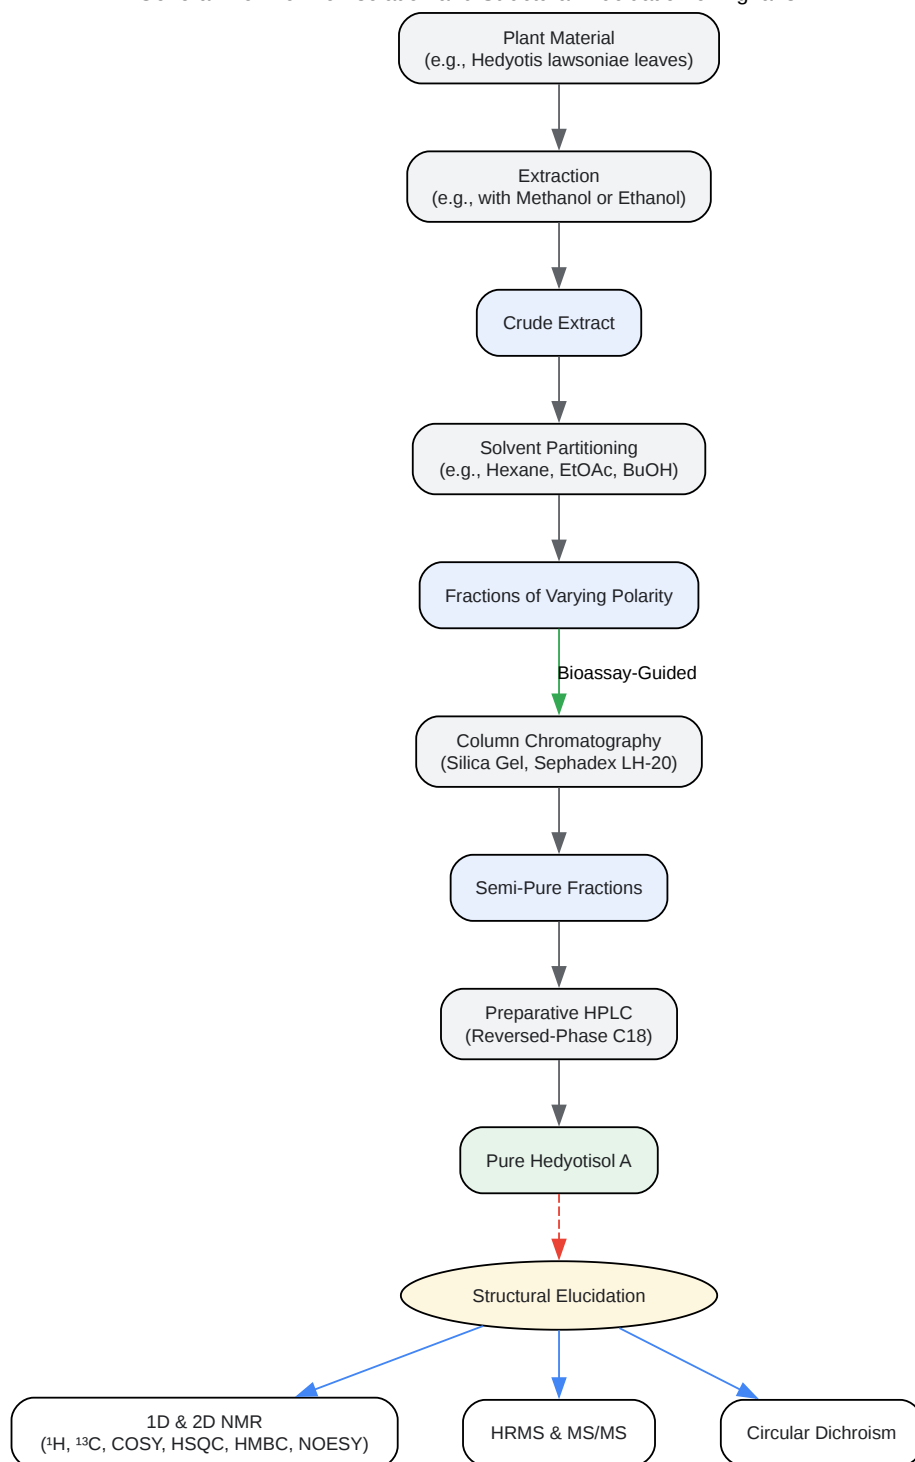 Plant Material
(e.g., Hedyotis lawsoniae leaves)
Extraction
(e.g., with Methanol or Ethanol)
Crude Extract
Solvent Partitioning
(e.g., Hexane, EtOAc, BuOH)
Fractions of Varying Polarity
Bioassay-Guided
Column Chromatography
(Silica Gel, Sephadex LH-20)
Semi-Pure Fractions
Preparative HPLC
(Reversed-Phase C18)
Pure Hedyotisol A
Structural Elucidation
1D & 2D NMR
(¹H, ¹³C, COSY, HSQC, HMBC, NOESY)
HRMS & MS/MS
Circular Dichroism